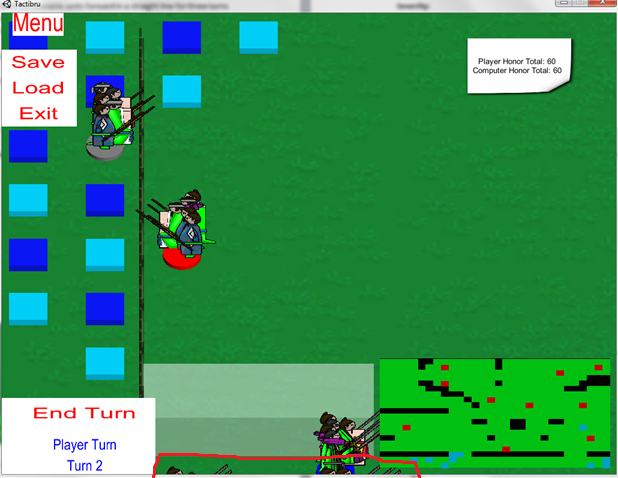 Tactibru
Menu
Save
Load
Exit
Player Honor Total: 60
Computer Honor Total: 60
End Turn
Player Turn
Turn 2